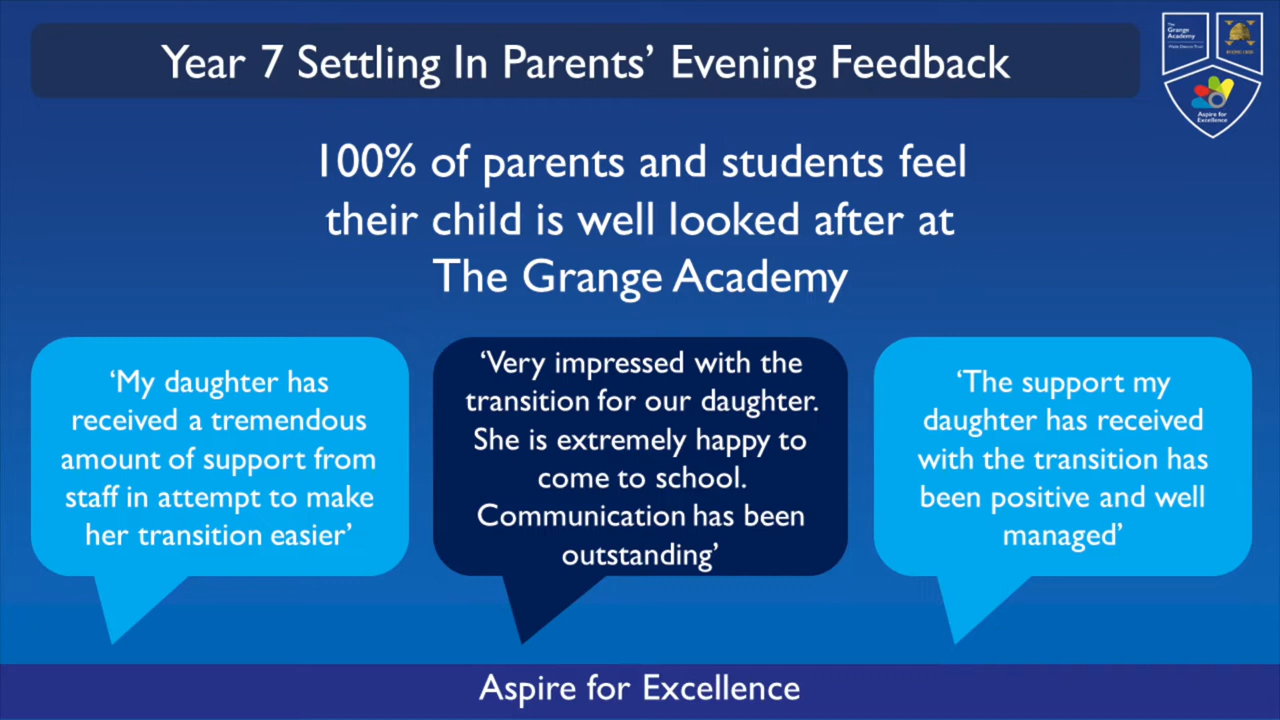 Year 7 Settling In Parents’ Evening Feedback
The
Grange
Academy
Aspire for
Excellence
100% of parents and students feel
their child is well looked after at
The Grange Academy
‘My daughter has
received a tremendous
amount of support from
staff in attempt to make
her transition easier’
‘Very impressed with the
transition for our daughter.
She is extremely happy to
come to school.
Communication has been
outstanding’
‘The support my
daughter has received
with the transition has
been positive and well
managed’
Aspire for Excellence